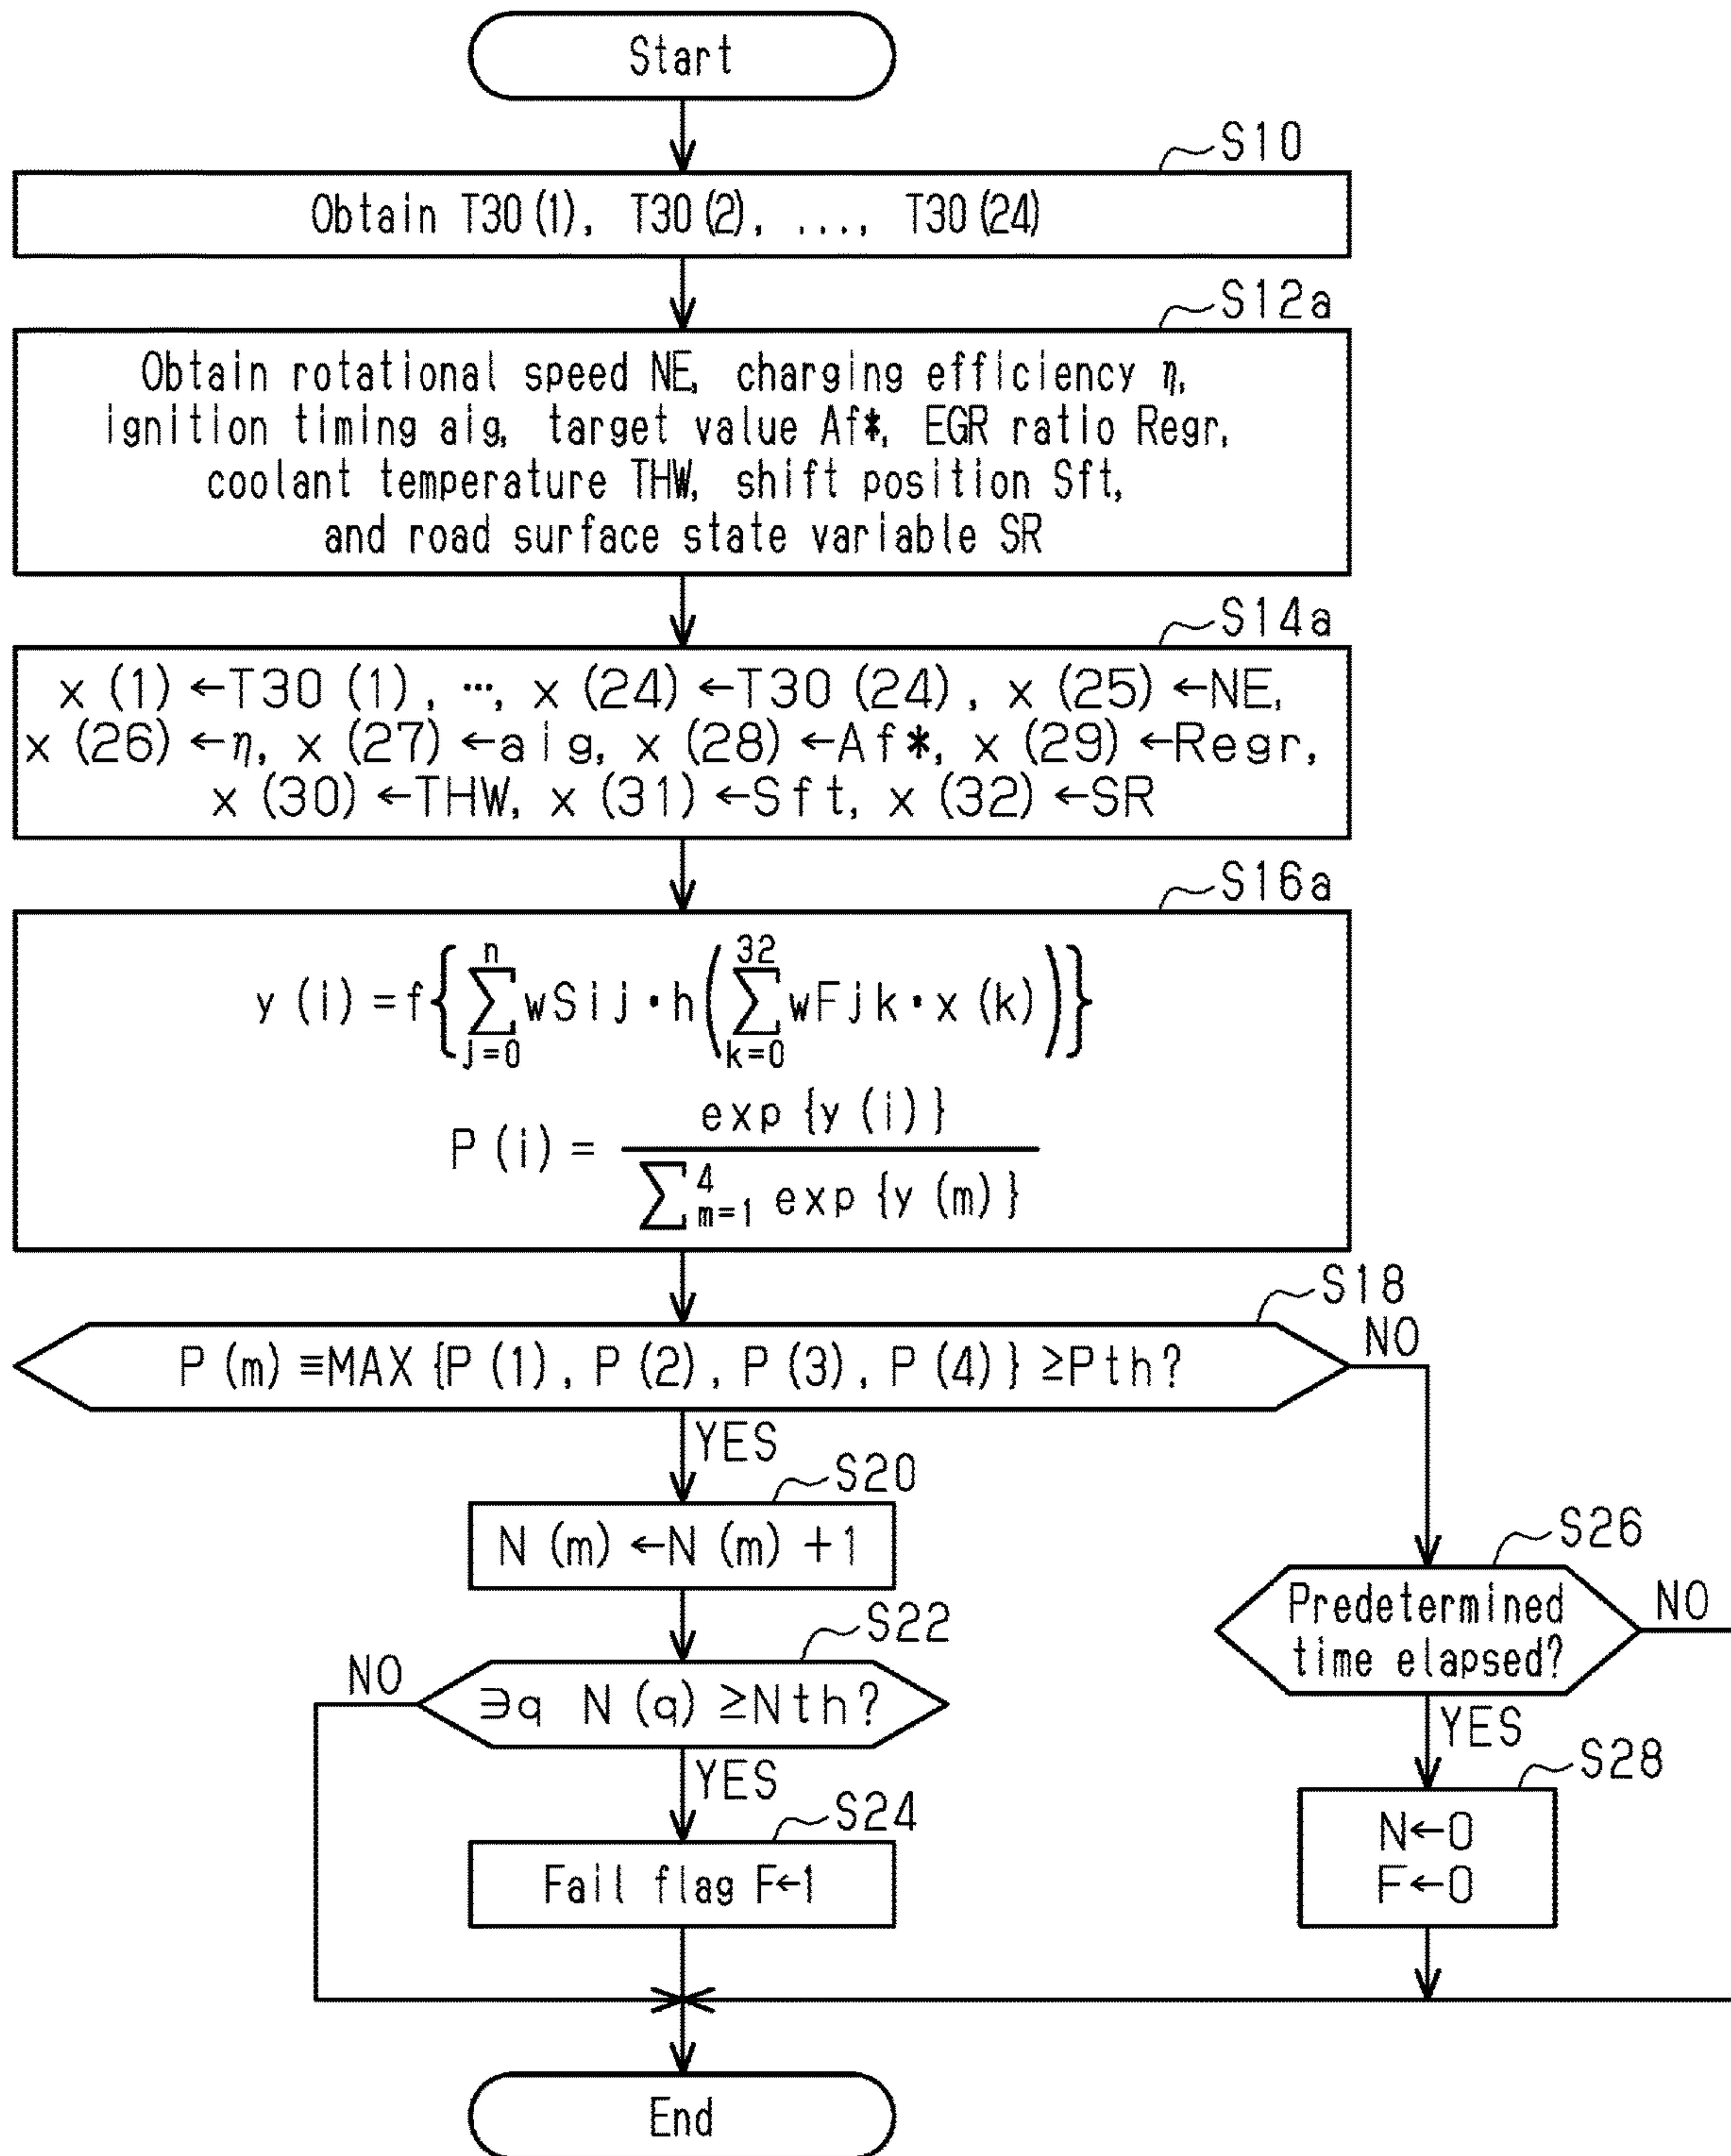 Start
S10
Obtain T30(1), T30(2), ..., T30(24)
S12a
Obtain rotational speed NE, charging efficiency η,
ignition timing aig, target value Af*, EGR ratio Regr,
coolant temperature THW, shift position Sft,
and road surface state variable SR
S14a
x(1)←T30(1), ···, x(24)←T30(24), x(25)←NE,
x(26)←η, x(27)←aig, x(28)←Af*, x(29)←Regr,
x(30)←THW, x(31)←Sft, x(32)←SR
S16a
y(i)=f{∑_{j=0}^{n} wSij·h(∑_{k=0}^{32} wFjk·x(k))}
P(i)=exp{y(i)}/∑_{m=1}^{4} exp{y(m)}
S18
P(m)≡MAX{P(1), P(2), P(3), P(4)}≥Pth?
NO
YES
S20
N(m)←N(m)+1
S22
∋q N(q)≥Nth?
NO
YES
S24
Fail flag F←1
S26
Predetermined
time elapsed?
NO
YES
S28
N←0
F←0
End